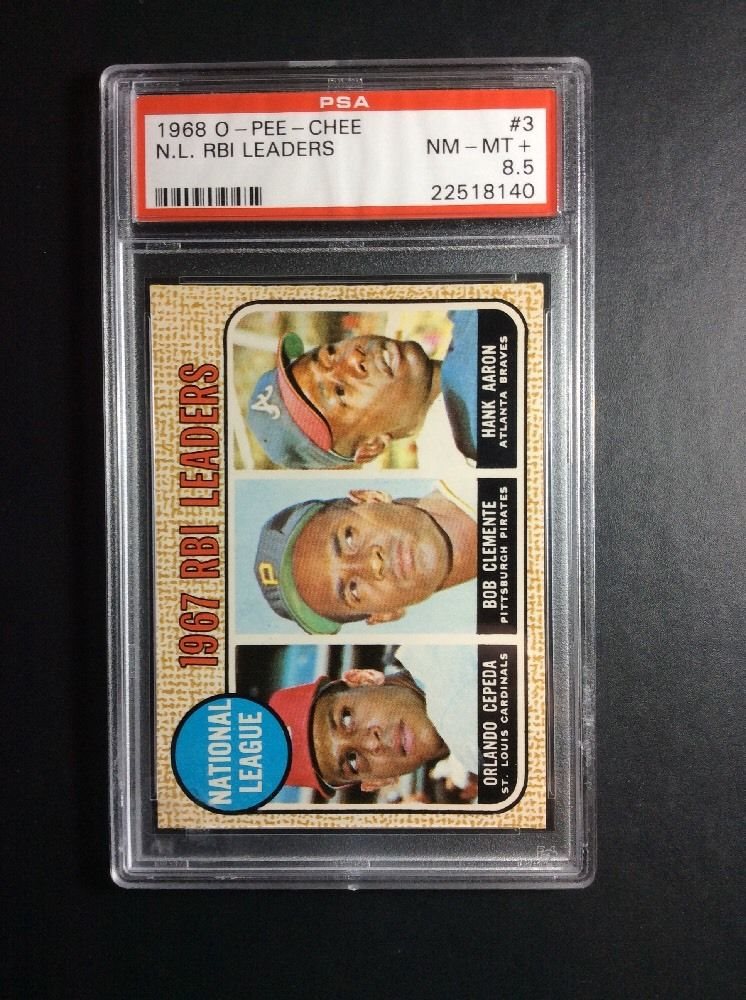 PSA
1968 O-PEE-CHEE #3
N.L. RBI LEADERS NM-MT+
8.5
22518140
1967 RBI LEADERS
NATIONAL
LEAGUE
ORLANDO CEPEDA
ST. LOUIS CARDINALS
BOB CLEMENTE
PITTSBURGH PIRATES
HANK AARON
ATLANTA BRAVES
A
P